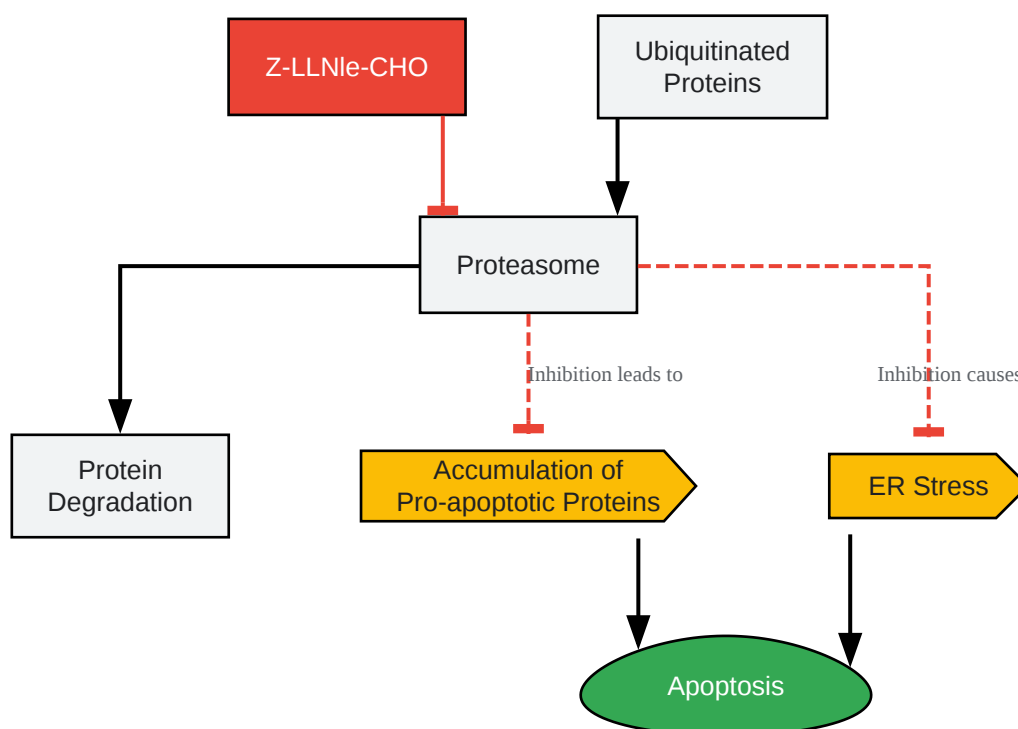 Z-LLNle-CHO
Ubiquitinated
Proteins
Proteasome
Inhibition leads to
Inhibition causes
Protein
Degradation
Accumulation of
Pro-apoptotic Proteins
ER Stress
Apoptosis